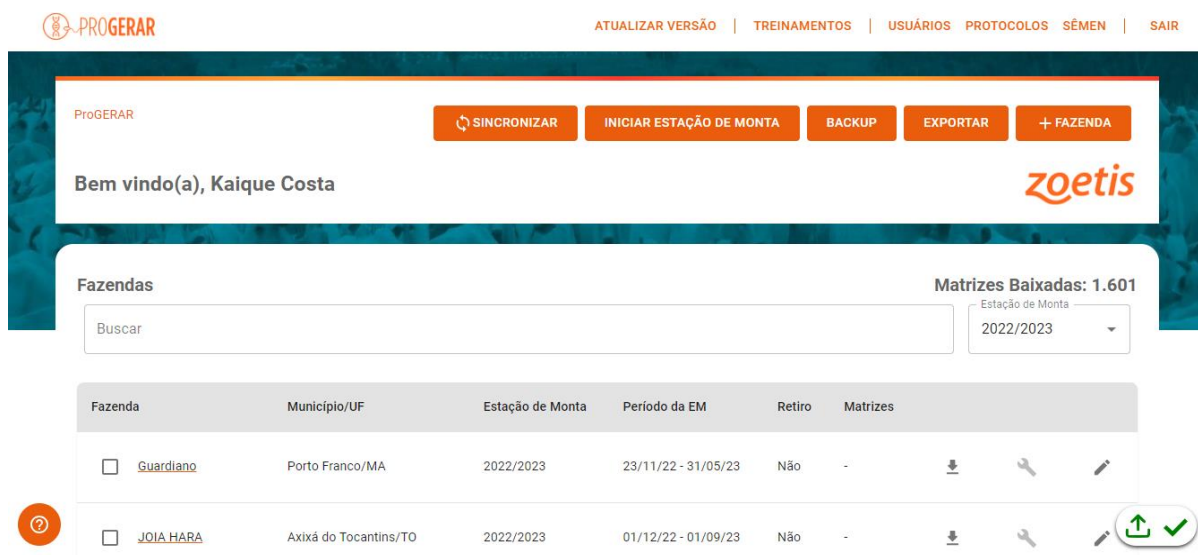 PROGERAR
ATUALIZAR VERSÃO | TREINAMENTOS | USUÁRIOS PROTOCOLOS SÊMEN | SAIR
ProGERAR
SINCRONIZAR INICIAR ESTAÇÃO DE MONTA BACKUP EXPORTAR + FAZENDA
Bem vindo(a), Kaique Costa
zoetis
Fazendas
Matrizes Baixadas: 1.601
Buscar
Estação de Monta
2022/2023
Fazenda Município/UF Estação de Monta Período da EM Retiro Matrizes
Guardiano Porto Franco/MA 2022/2023 23/11/22 - 31/05/23 Não -
JOIA HARA Axixá do Tocantins/TO 2022/2023 01/12/22 - 01/09/23 Não -